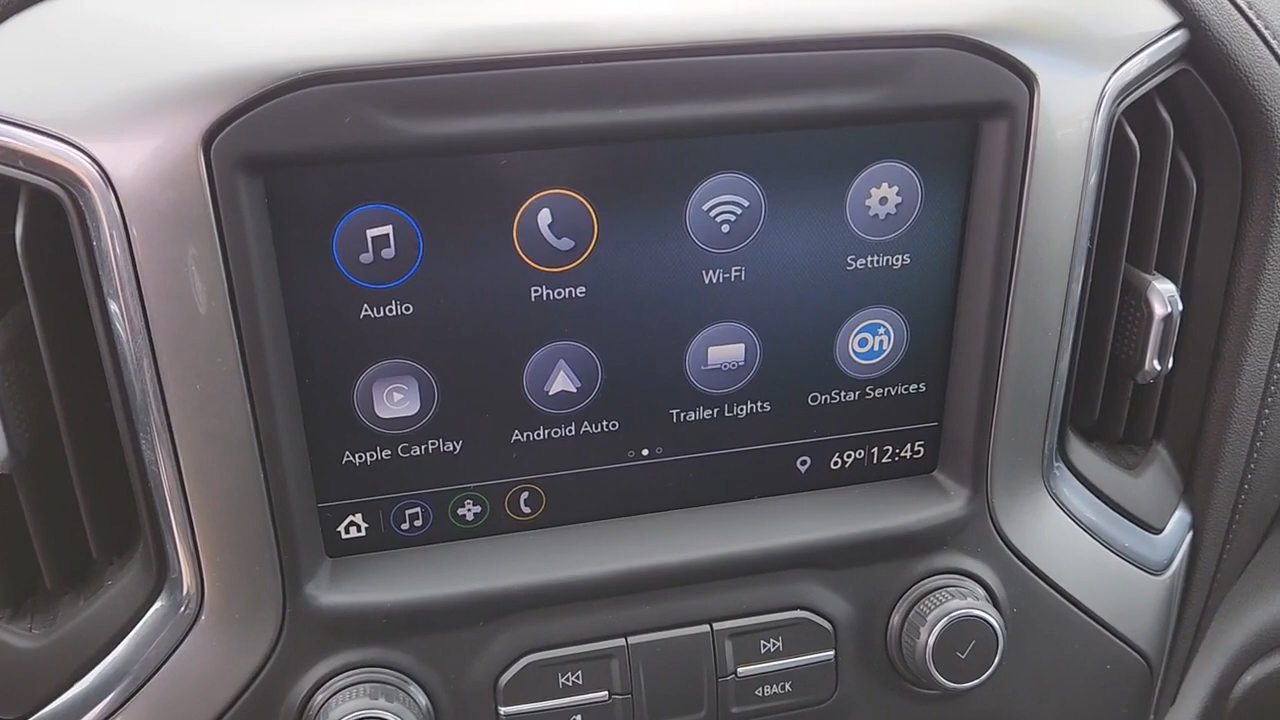 Audio
Phone
Wi-Fi
Settings
Apple CarPlay
Android Auto
Trailer Lights
On
OnStar Services
69° 12:45
BACK